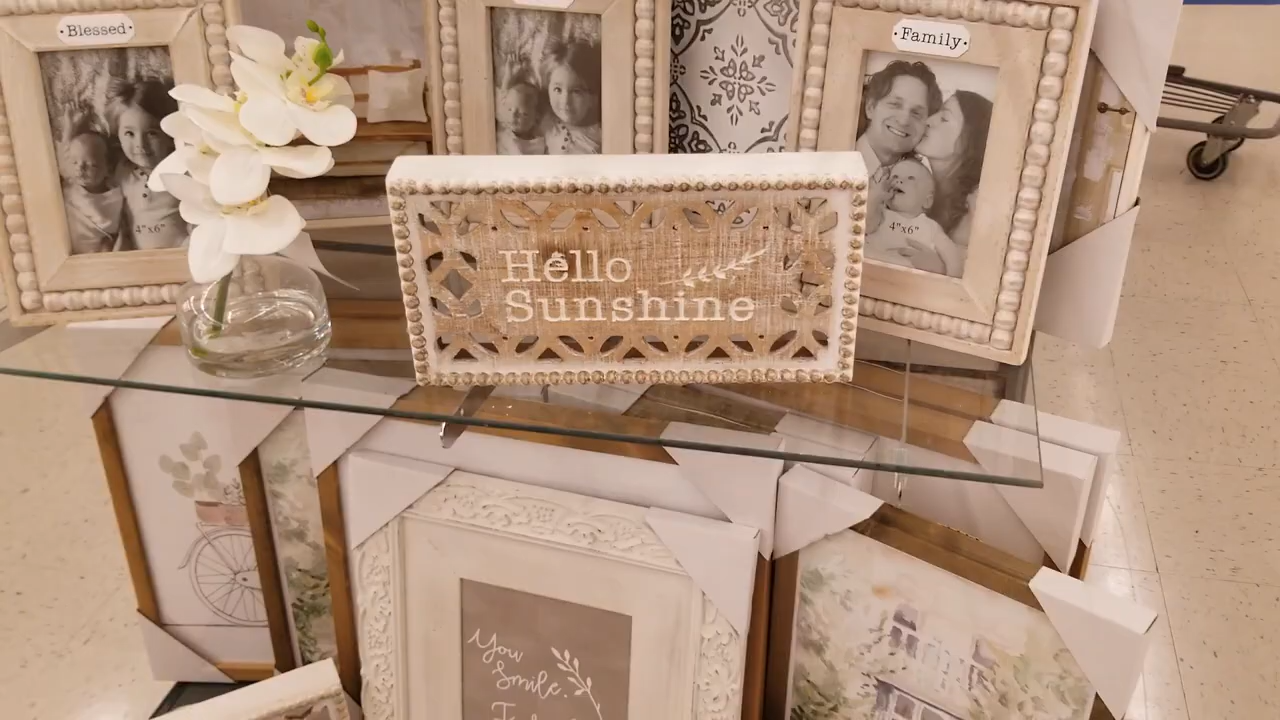 Blessed
Family
4"x6"
4"x6"
Hello
Sunshine
You
Smile.